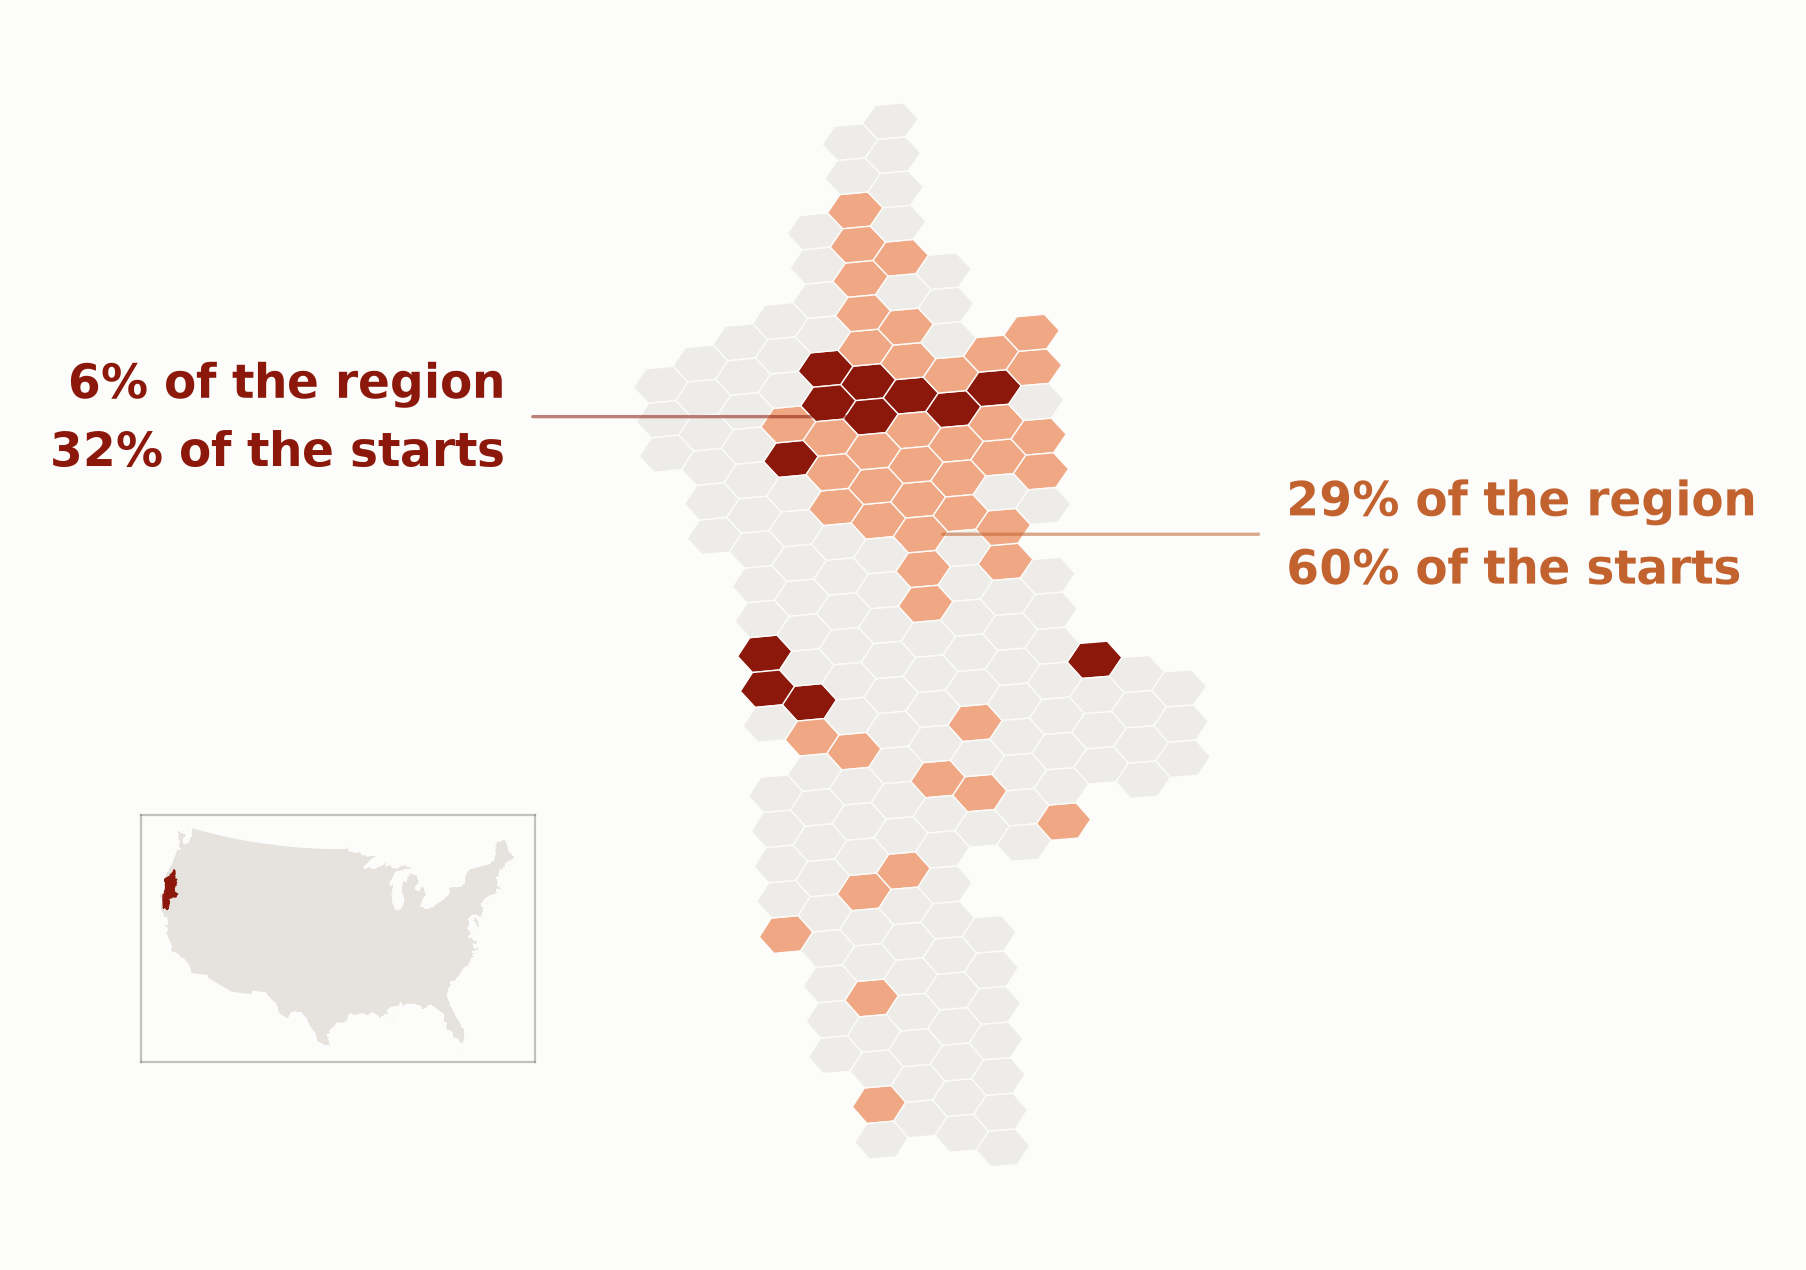 6% of the region
32% of the starts
29% of the region
60% of the starts